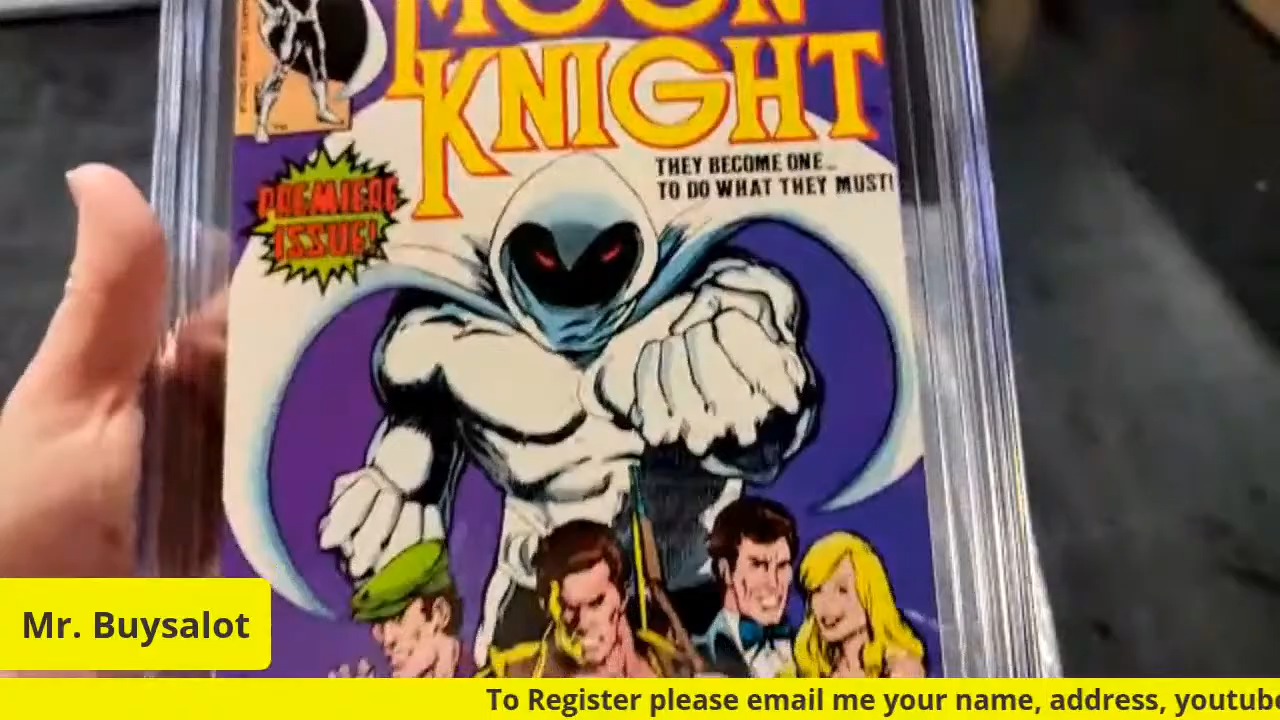 MOON
KNIGHT
THEY BECOME ONE...
TO DO WHAT THEY MUST!
PREMIERE
ISSUE!
Mr. Buysalot
To Register please email me your name, address, youtube